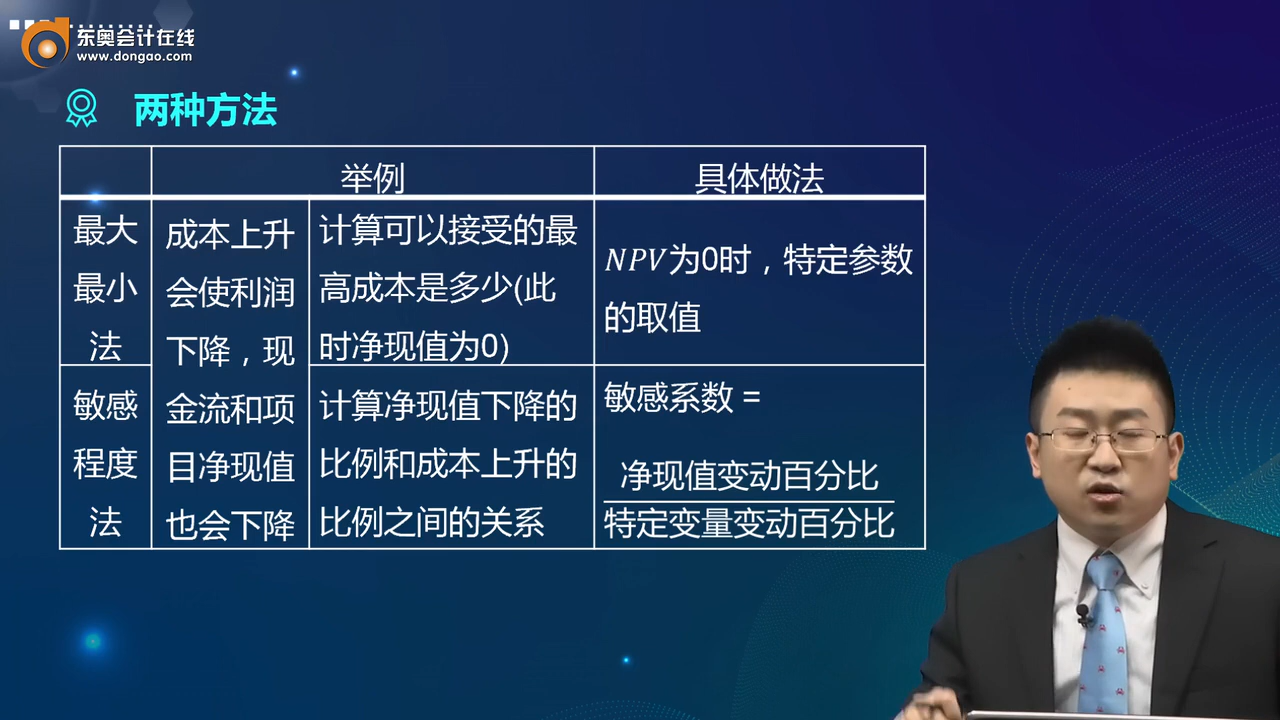 东奥会计在线
www.dongao.com
两种方法
举例
具体做法
最大
最小
法
成本上升
会使利润
下降，现
金流和项
目净现值
也会下降
计算可以接受的最
高成本是多少(此
时净现值为0)
NPV为0时，特定参数
的取值
敏感
程度
法
计算净现值下降的
比例和成本上升的
比例之间的关系
敏感系数 =
净现值变动百分比
特定变量变动百分比